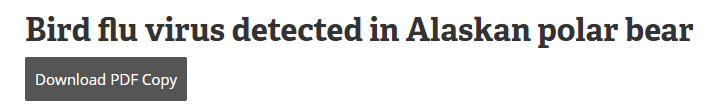 Bird flu virus detected in Alaskan polar bear
Download PDF Copy